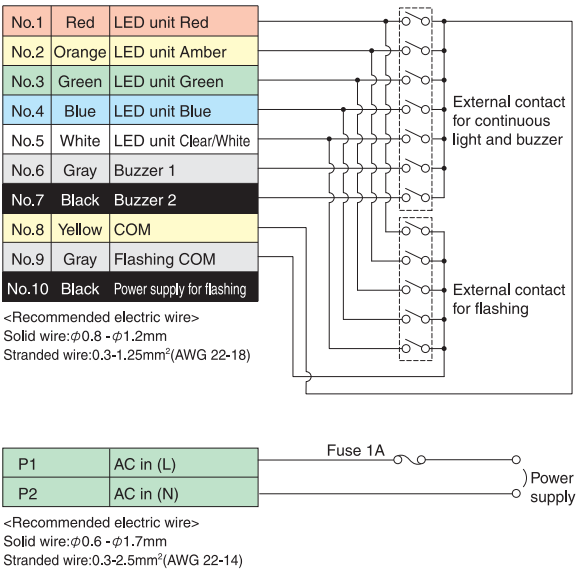 No.1 Red LED unit Red
No.2 Orange LED unit Amber
No.3 Green LED unit Green
No.4 Blue LED unit Blue
No.5 White LED unit Clear/White
No.6 Gray Buzzer 1
No.7 Black Buzzer 2
No.8 Yellow COM
No.9 Gray Flashing COM
No.10 Black Power supply for flashing
External contact
for continuous
light and buzzer
External contact
for flashing
<Recommended electric wire>
Solid wire:φ0.8 - φ1.2mm
Stranded wire:0.3-1.25mm²(AWG 22-18)
P1 AC in (L)
P2 AC in (N)
Fuse 1A
Power
supply
<Recommended electric wire>
Solid wire:φ0.6 - φ1.7mm
Stranded wire:0.3-2.5mm²(AWG 22-14)